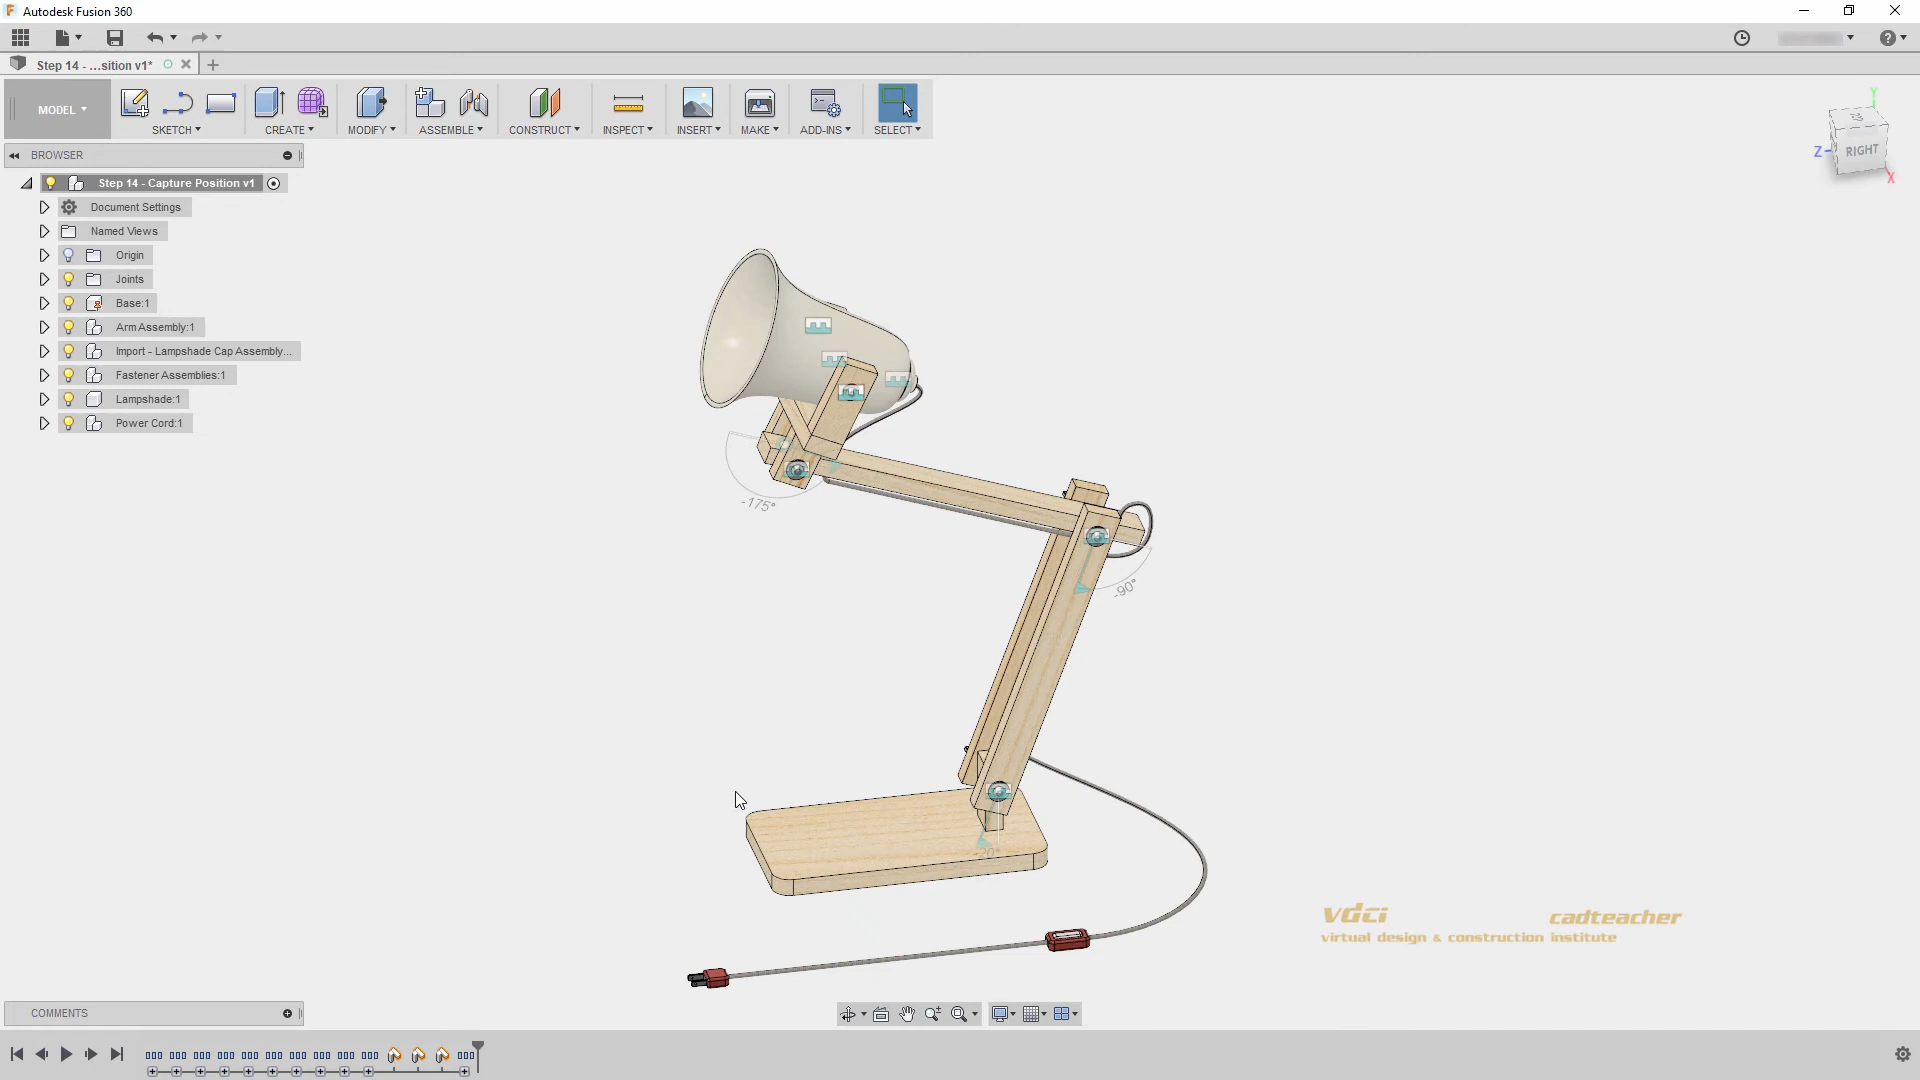 Autodesk Fusion 360
Step 14 - ...sition v1*
MODEL
SKETCH
CREATE
MODIFY
ASSEMBLE
CONSTRUCT
INSPECT
INSERT
MAKE
ADD-INS
SELECT
Y
Z
RIGHT
X
BROWSER
Step 14 - Capture Position v1
Document Settings
Named Views
Origin
Joints
Base:1
Arm Assembly:1
Import - Lampshade Cap Assembly...
Fastener Assemblies:1
Lampshade:1
Power Cord:1
-175°
-90°
-20°
vdci cadteacher
virtual design & construction institute
COMMENTS